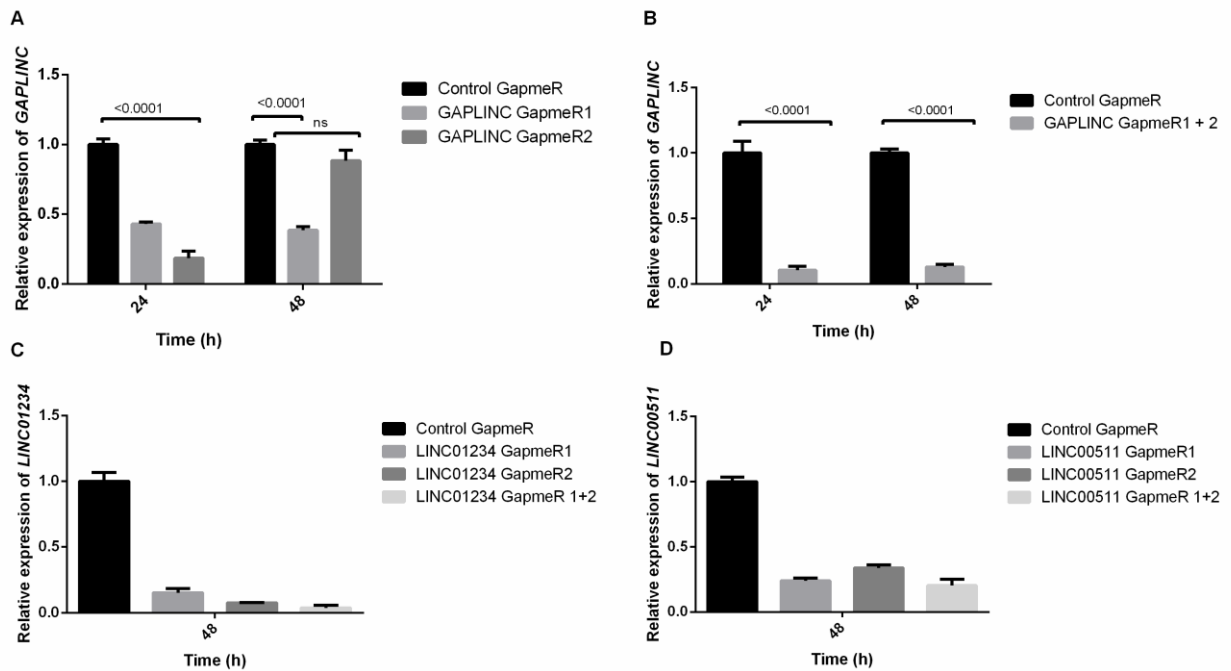 A
Relative expression of GAPLINC
1.5
1.0
0.5
0.0
<0.0001
<0.0001
ns
24
48
Time (h)
Control GapmeR
GAPLINC GapmeR1
GAPLINC GapmeR2
B
Relative expression of GAPLINC
1.5
1.0
0.5
0.0
<0.0001
<0.0001
24
48
Time (h)
Control GapmeR
GAPLINC GapmeR1 + 2
C
Relative expression of LINC01234
1.5
1.0
0.5
0.0
48
Time (h)
Control GapmeR
LINC01234 GapmeR1
LINC01234 GapmeR2
LINC01234 GapmeR 1+2
D
Relative expression of LINC00511
1.5
1.0
0.5
0.0
48
Time (h)
Control GapmeR
LINC00511 GapmeR1
LINC00511 GapmeR2
LINC00511 GapmeR 1+2